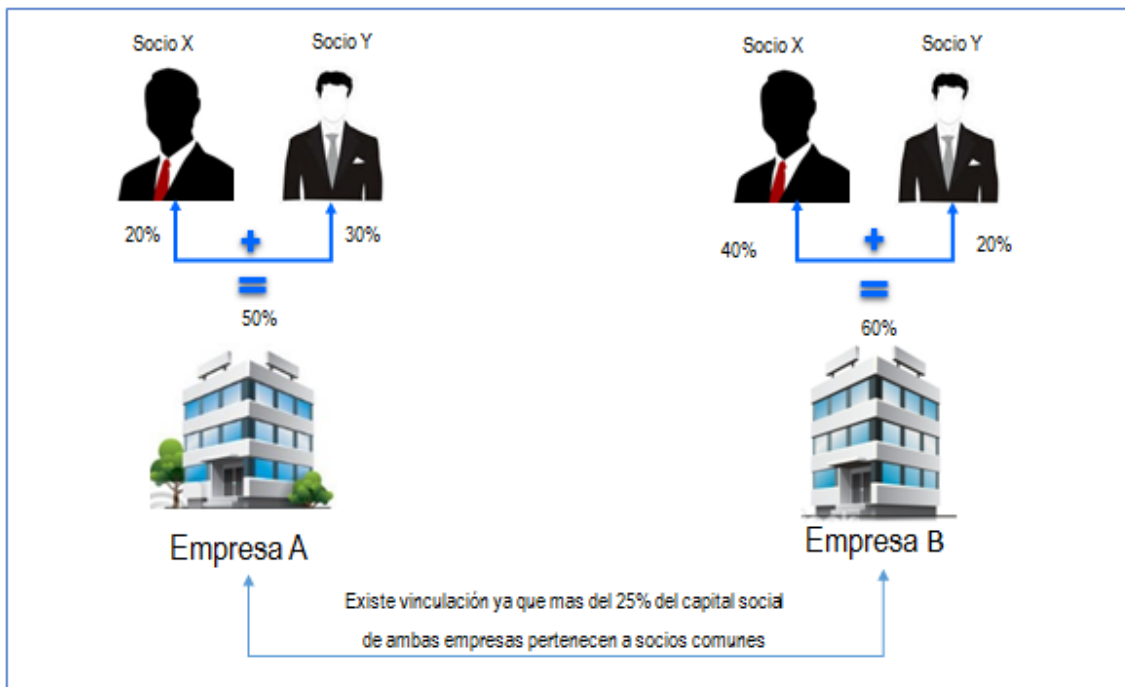 Socio X
Socio Y
20%
30%
+
=
50%
Empresa A
Socio X
Socio Y
40%
20%
+
=
60%
Empresa B
Existe vinculación ya que mas del 25% del capital social
de ambas empresas pertenecen a socios comunes